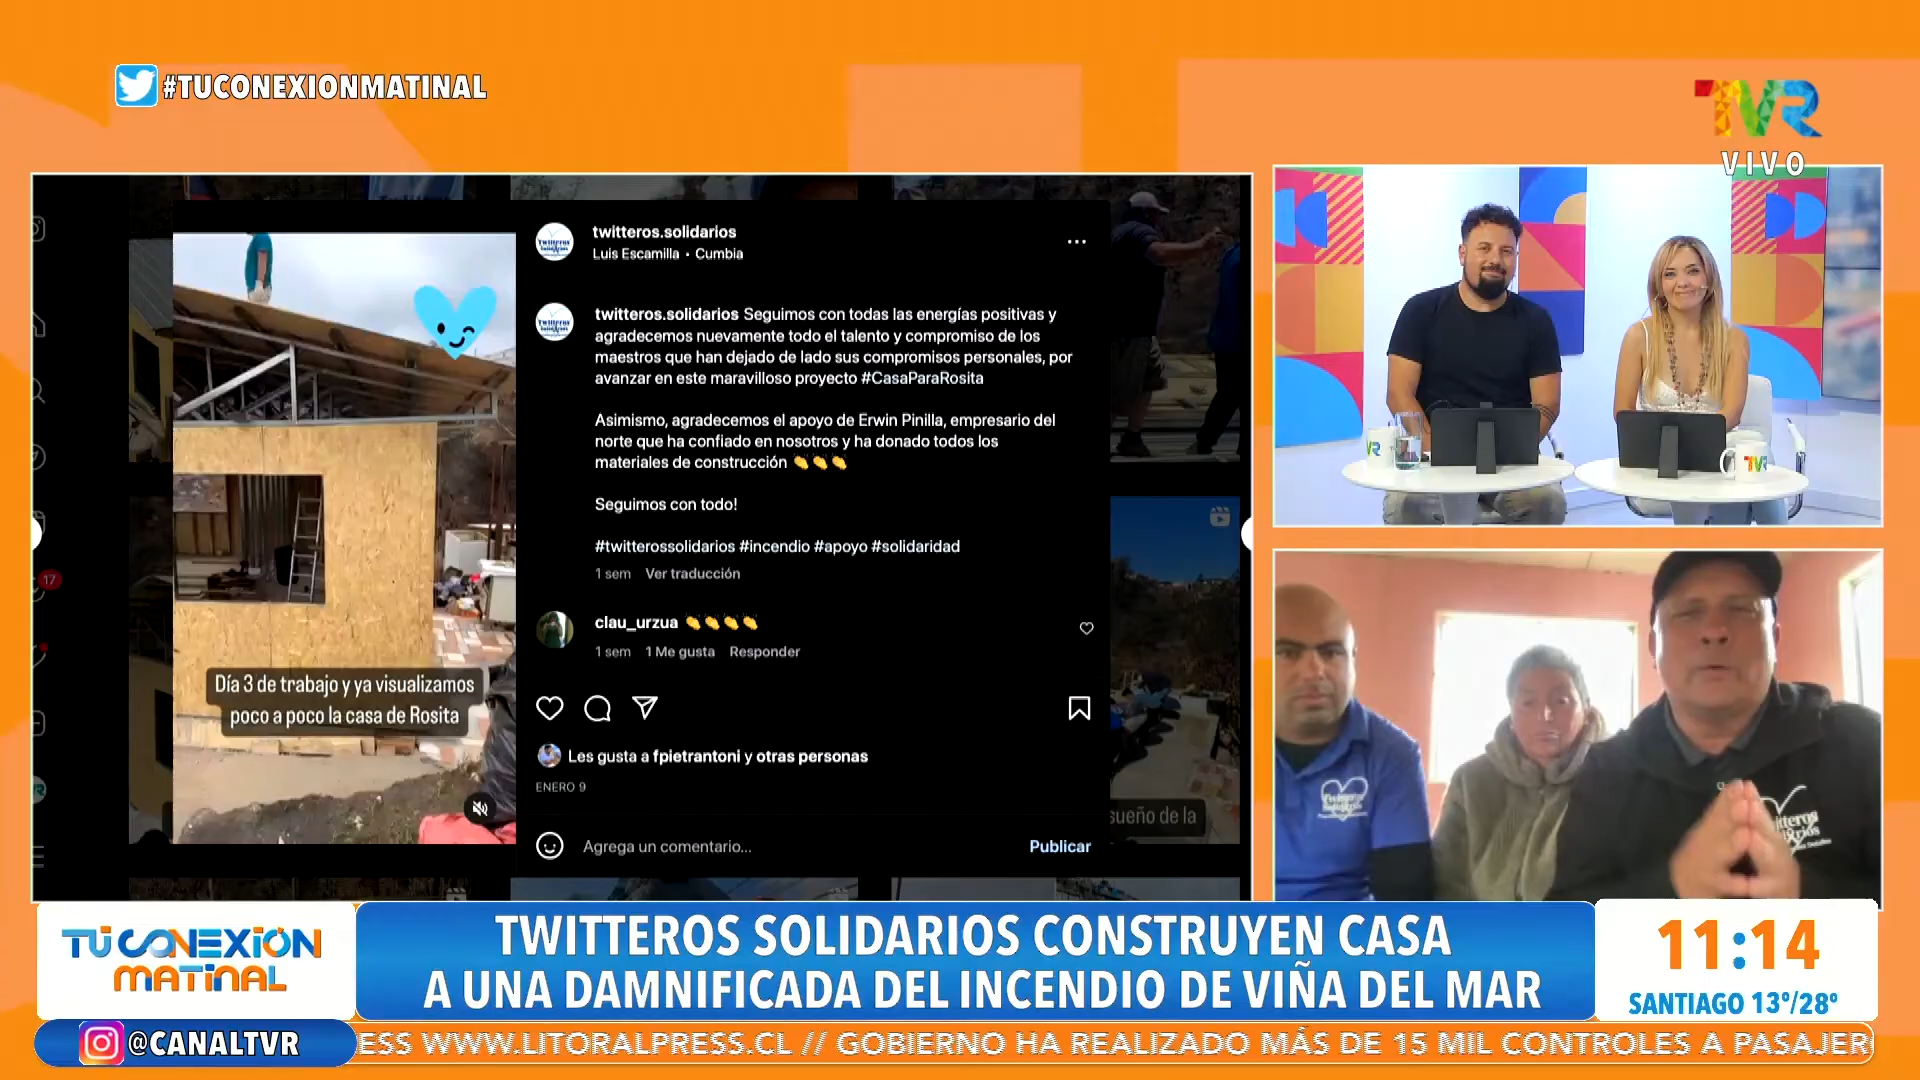 #TUCONEXIONMATINAL
TVR
VIVO
twitteros.solidarios
Luis Escamilla • Cumbia
twitteros.solidarios Seguimos con todas las energías positivas y
agradecemos nuevamente todo el talento y compromiso de los
maestros que han dejado de lado sus compromisos personales, por
avanzar en este maravilloso proyecto #CasaParaRosita
Asimismo, agradecemos el apoyo de Erwin Pinilla, empresario del
norte que ha confiado en nosotros y ha donado todos los
materiales de construcción 👏👏👏
Seguimos con todo!
#twitterossolidarios #incendio #apoyo #solidaridad
1 sem Ver traducción
clau_urzua 👏👏👏👏
1 sem 1 Me gusta Responder
Les gusta a fpietrantoni y otras personas
ENERO 9
Agrega un comentario...
Publicar
Día 3 de trabajo y ya visualizamos
poco a poco la casa de Rosita
17
sueño de la
TVR
Twitteros
Solidarios
TÚ CONEXIÓN
MATINAL
TWITTEROS SOLIDARIOS CONSTRUYEN CASA
A UNA DAMNIFICADA DEL INCENDIO DE VIÑA DEL MAR
11:14
SANTIAGO 13°/28°
@CANALTVR
ESS WWW.LITORALPRESS.CL // GOBIERNO HA REALIZADO MÁS DE 15 MIL CONTROLES A PASAJER